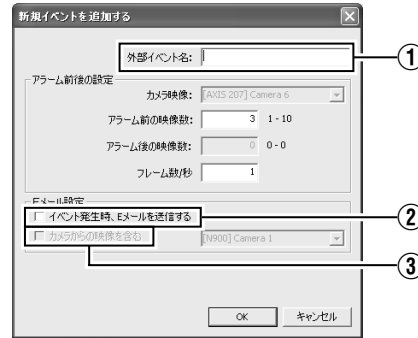 新規イベントを追加する
外部イベント名: ①
アラーム前後の設定
カメラ映像: [AXIS 207] Camera 6
アラーム前の映像数: 3 1 - 10
アラーム後の映像数: 0 0 - 0
フレーム数/秒 1
Eメール設定
イベント発生時、Eメールを送信する ②
カメラからの映像を含む [N900] Camera 1
③
OK キャンセル